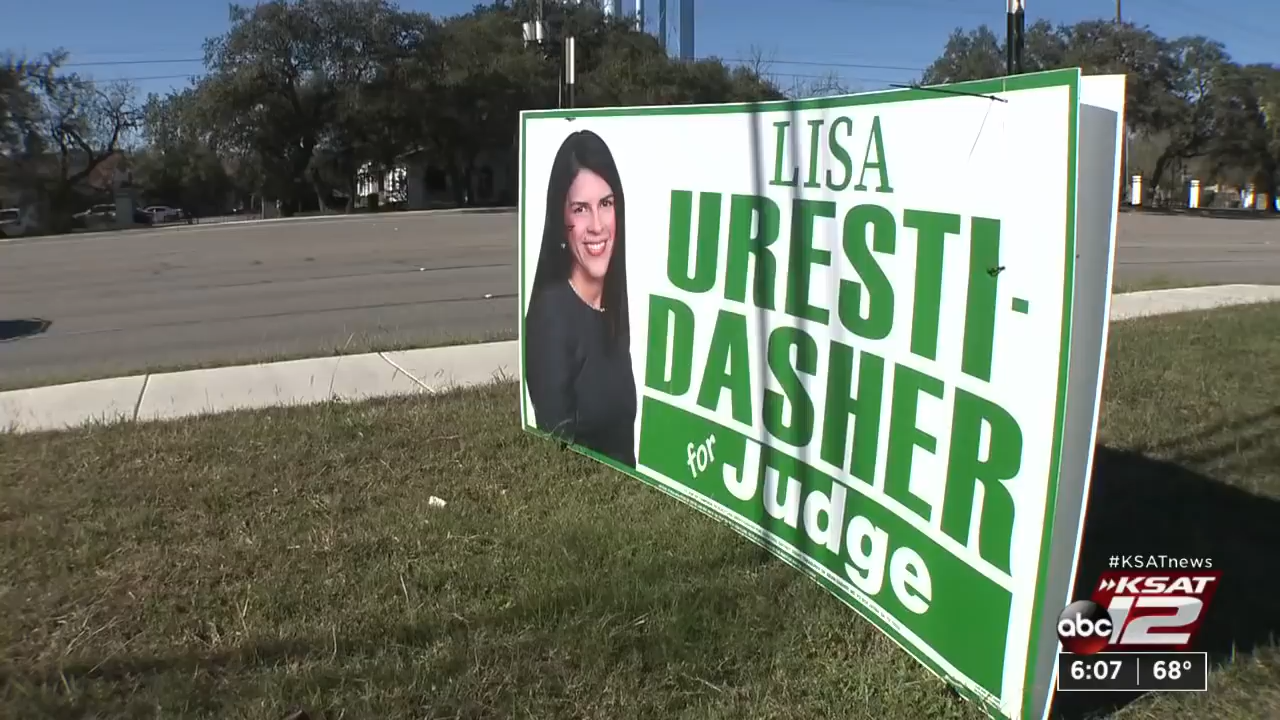 LISA
URESTI-
DASHER
for Judge
#KSATnews
KSAT
abc 12
6:07 68°